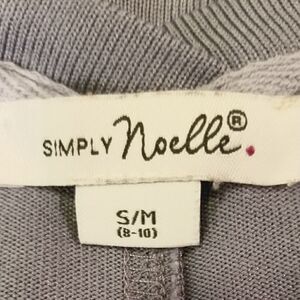 SIMPLY Noelle® .
S/M
(8-10)